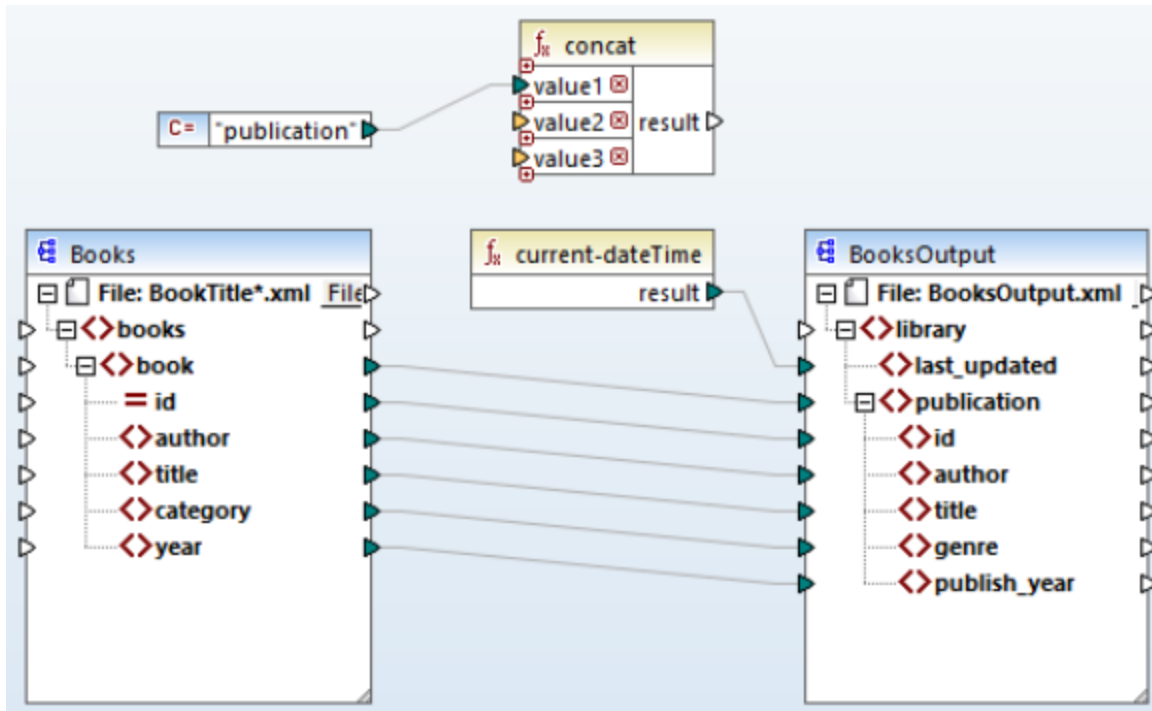 concat
value1
value2 result
value3
C= "publication"
Books
File: BookTitle*.xml File
books
book
id
author
title
category
year
current-dateTime
result
BooksOutput
File: BooksOutput.xml
library
last_updated
publication
id
author
title
genre
publish_year